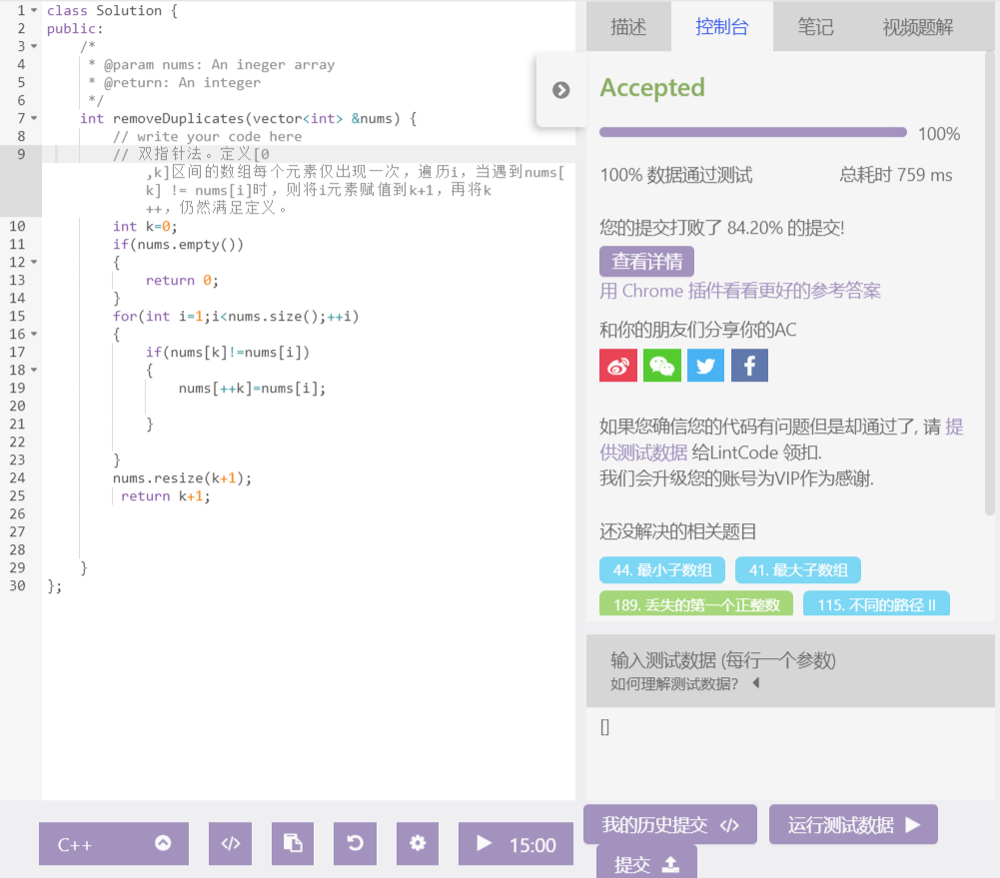 1 class Solution {
2 public:
3 /*
4 * @param nums: An ineger array
5 * @return: An integer
6 */
7 int removeDuplicates(vector<int> &nums) {
8 // write your code here
9 // 双指针法。定义[0
,k]区间的数组每个元素仅出现一次，遍历i，当遇到nums[
k] != nums[i]时，则将i元素赋值到k+1，再将k
++，仍然满足定义。
10 int k=0;
11 if(nums.empty())
12 {
13 return 0;
14 }
15 for(int i=1;i<nums.size();++i)
16 {
17 if(nums[k]!=nums[i])
18 {
19 nums[++k]=nums[i];
20
21 }
22
23 }
24 nums.resize(k+1);
25 return k+1;
26
27
28
29 }
30 };
C++
15:00
描述 控制台 笔记 视频题解
Accepted
100%
100% 数据通过测试 总耗时 759 ms
您的提交打败了 84.20% 的提交!
查看详情
用 Chrome 插件看看更好的参考答案
和你的朋友们分享你的AC
如果您确信您的代码有问题但是却通过了, 请 提
供测试数据 给LintCode 领扣.
我们会升级您的账号为VIP作为感谢.
还没解决的相关题目
44. 最小子数组 41. 最大子数组
189. 丢失的第一个正整数 115. 不同的路径 II
输入测试数据 (每行一个参数)
如何理解测试数据?
[]
我的历史提交 运行测试数据
提交